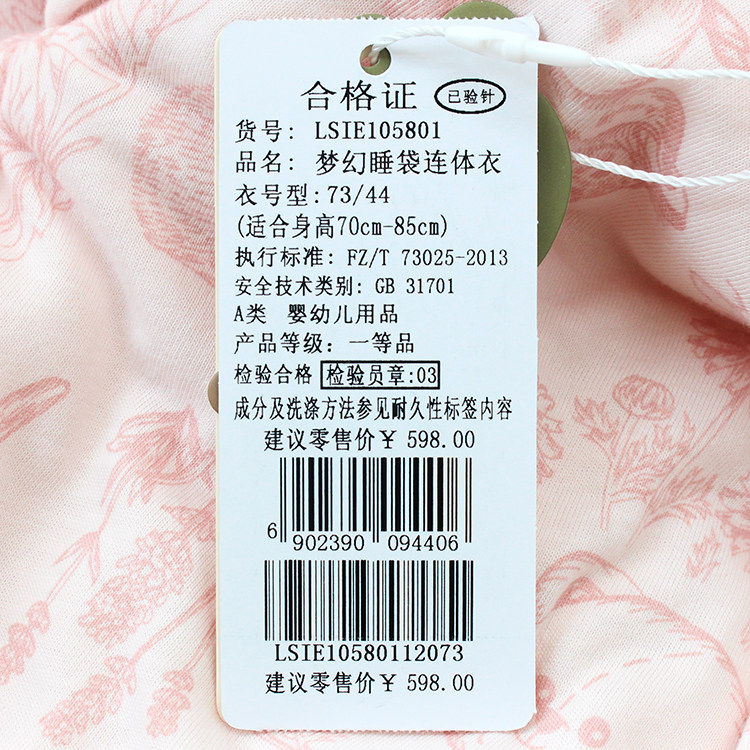 合格证 已验针
货号: LSIE105801
品名: 梦幻睡袋连体衣
衣号型:73/44
(适合身高70cm-85cm)
执行标准: FZ/T 73025-2013
安全技术类别: GB 31701
A类 婴幼儿用品
产品等级: 一等品
检验合格 检验员章:03
成分及洗涤方法参见耐久性标签内容
建议零售价￥ 598.00
6 902390 094406
LSIE10580112073
建议零售价￥ 598.00